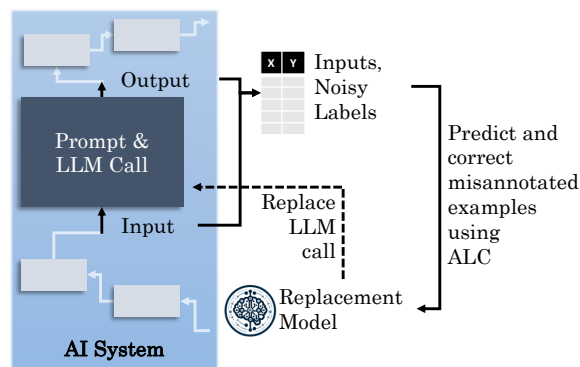 Output
Prompt &
LLM Call
Input
AI System
X Y
Inputs,
Noisy
Labels
Replace
LLM
call
Replacement
Model
Predict and
correct
misannotated
examples
using
ALC